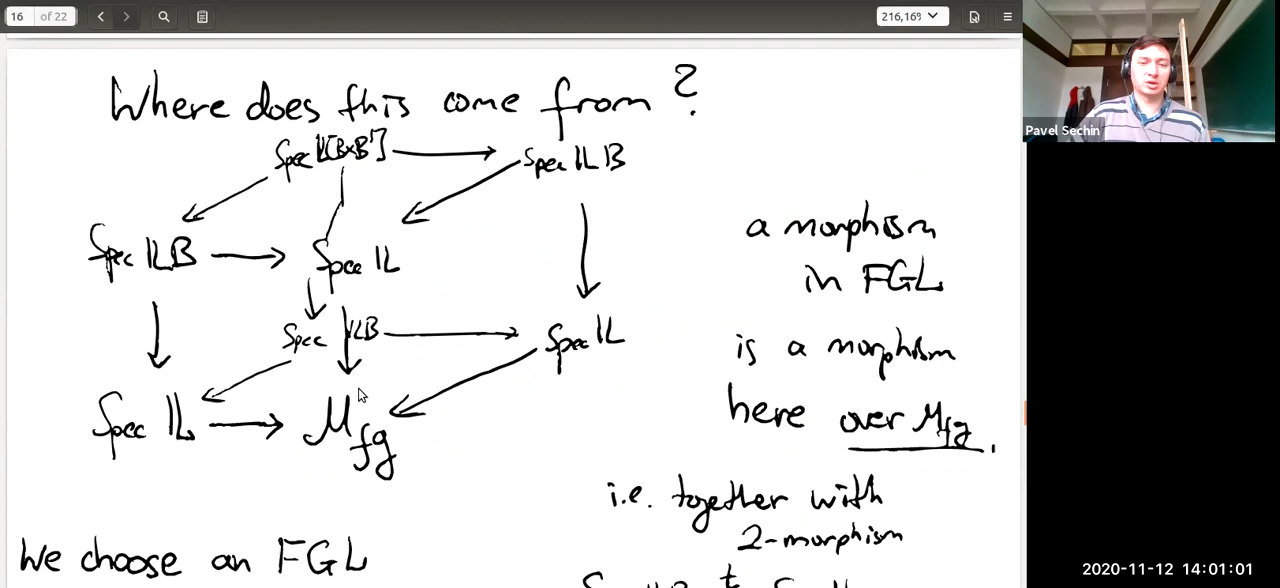 16 of 22
216,16%
Where does this come from?
Spec 𝕃[B×B'] Spec 𝕃B
Spec 𝕃B Spec 𝕃
Spec 𝕃B Spec 𝕃
Spec 𝕃 M_fg
a morphism
in FGL
is a morphism
here over M_fg.
i.e. together with
2-morphism
We choose an FGL
Pavel Sechin
2020-11-12 14:01:01